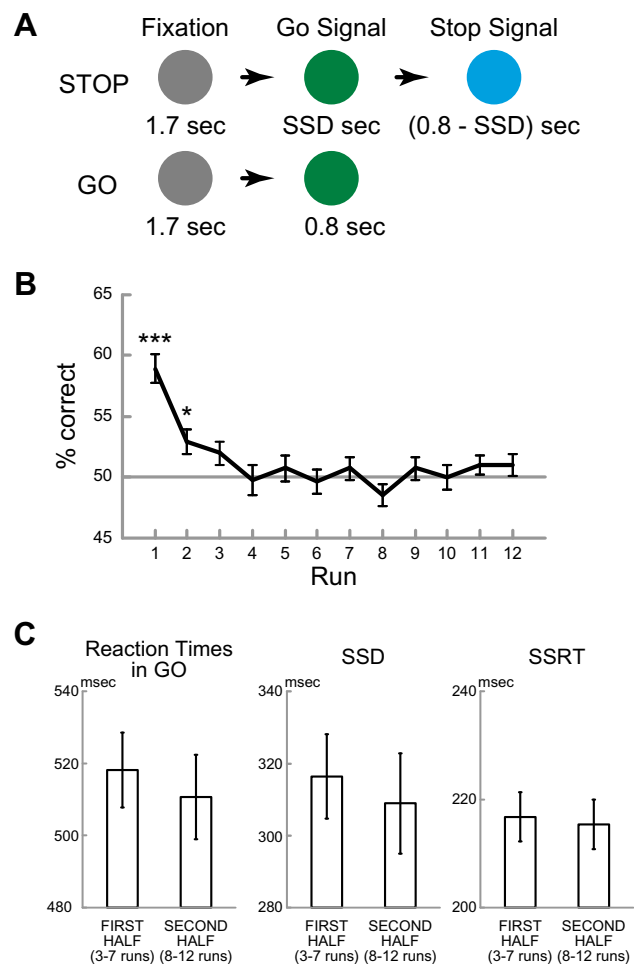 A
Fixation Go Signal Stop Signal
STOP
1.7 sec SSD sec (0.8 - SSD) sec
GO
1.7 sec 0.8 sec
B
65
60
55
50
45
% correct
***
*
1 2 3 4 5 6 7 8 9 10 11 12
Run
C
Reaction Times
in GO
msec
540
520
500
480
FIRST
HALF
(3-7 runs)
SECOND
HALF
(8-12 runs)
SSD
msec
340
320
300
280
FIRST
HALF
(3-7 runs)
SECOND
HALF
(8-12 runs)
SSRT
msec
240
220
200
FIRST
HALF
(3-7 runs)
SECOND
HALF
(8-12 runs)